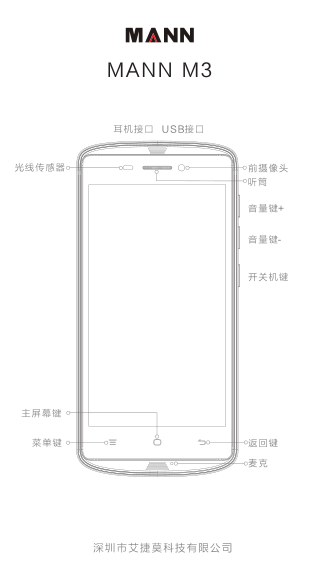 MANN
MANN M3
耳机接口 USB接口
光线传感器
前摄像头
听筒
音量键+
音量键-
开关机键
主屏幕键
菜单键
返回键
麦克
深圳市艾捷莫科技有限公司